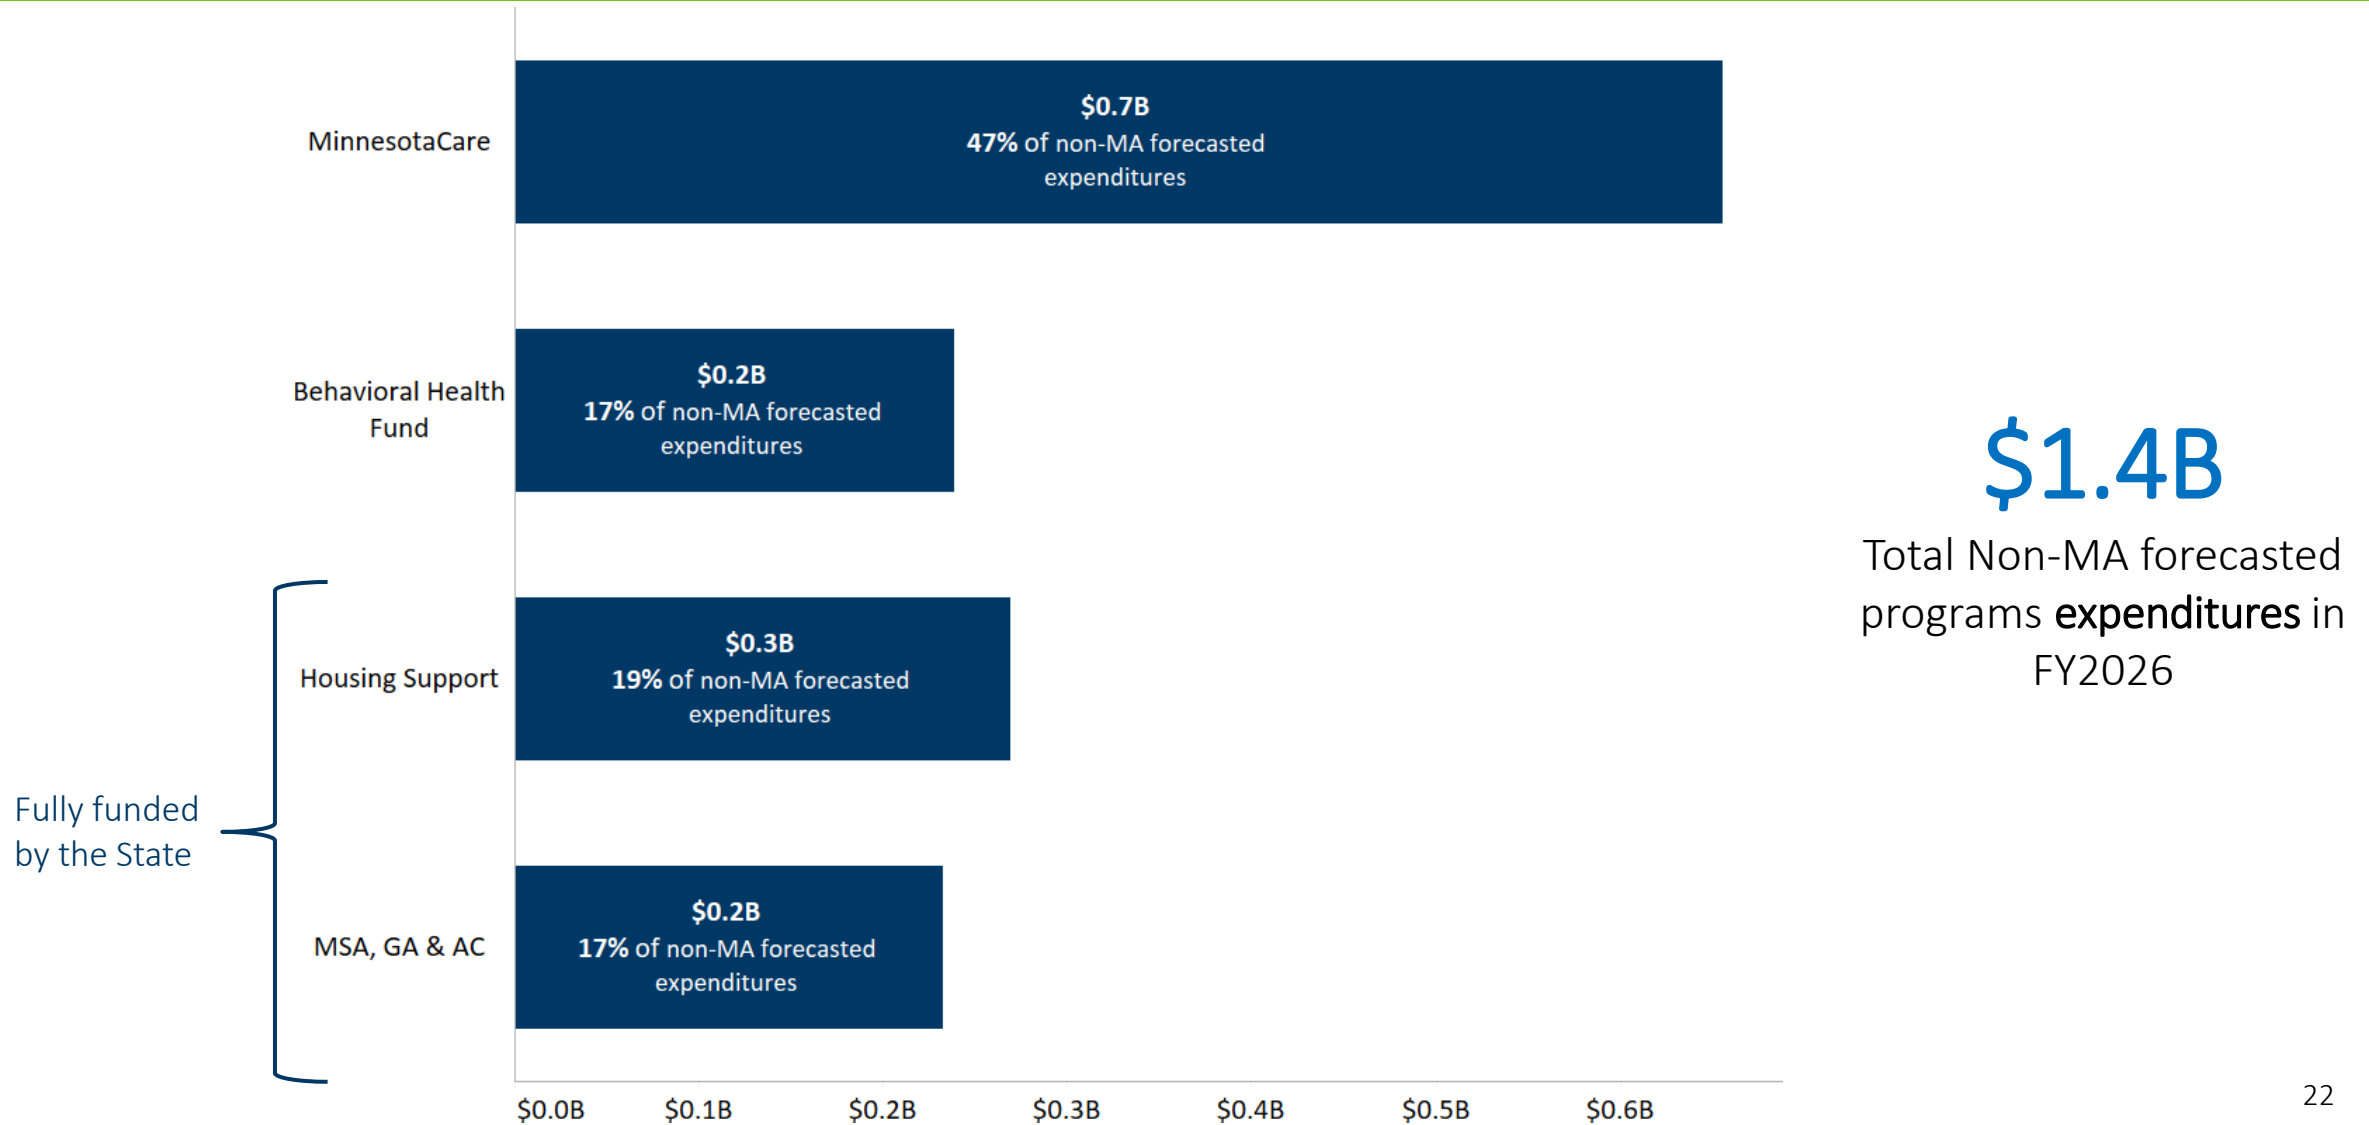 MinnesotaCare
$0.7B
47% of non-MA forecasted
expenditures
Behavioral Health
Fund
$0.2B
17% of non-MA forecasted
expenditures
Housing Support
$0.3B
19% of non-MA forecasted
expenditures
MSA, GA & AC
$0.2B
17% of non-MA forecasted
expenditures
Fully funded
by the State
$0.0B $0.1B $0.2B $0.3B $0.4B $0.5B $0.6B
$1.4B
Total Non-MA forecasted
programs expenditures in
FY2026
22